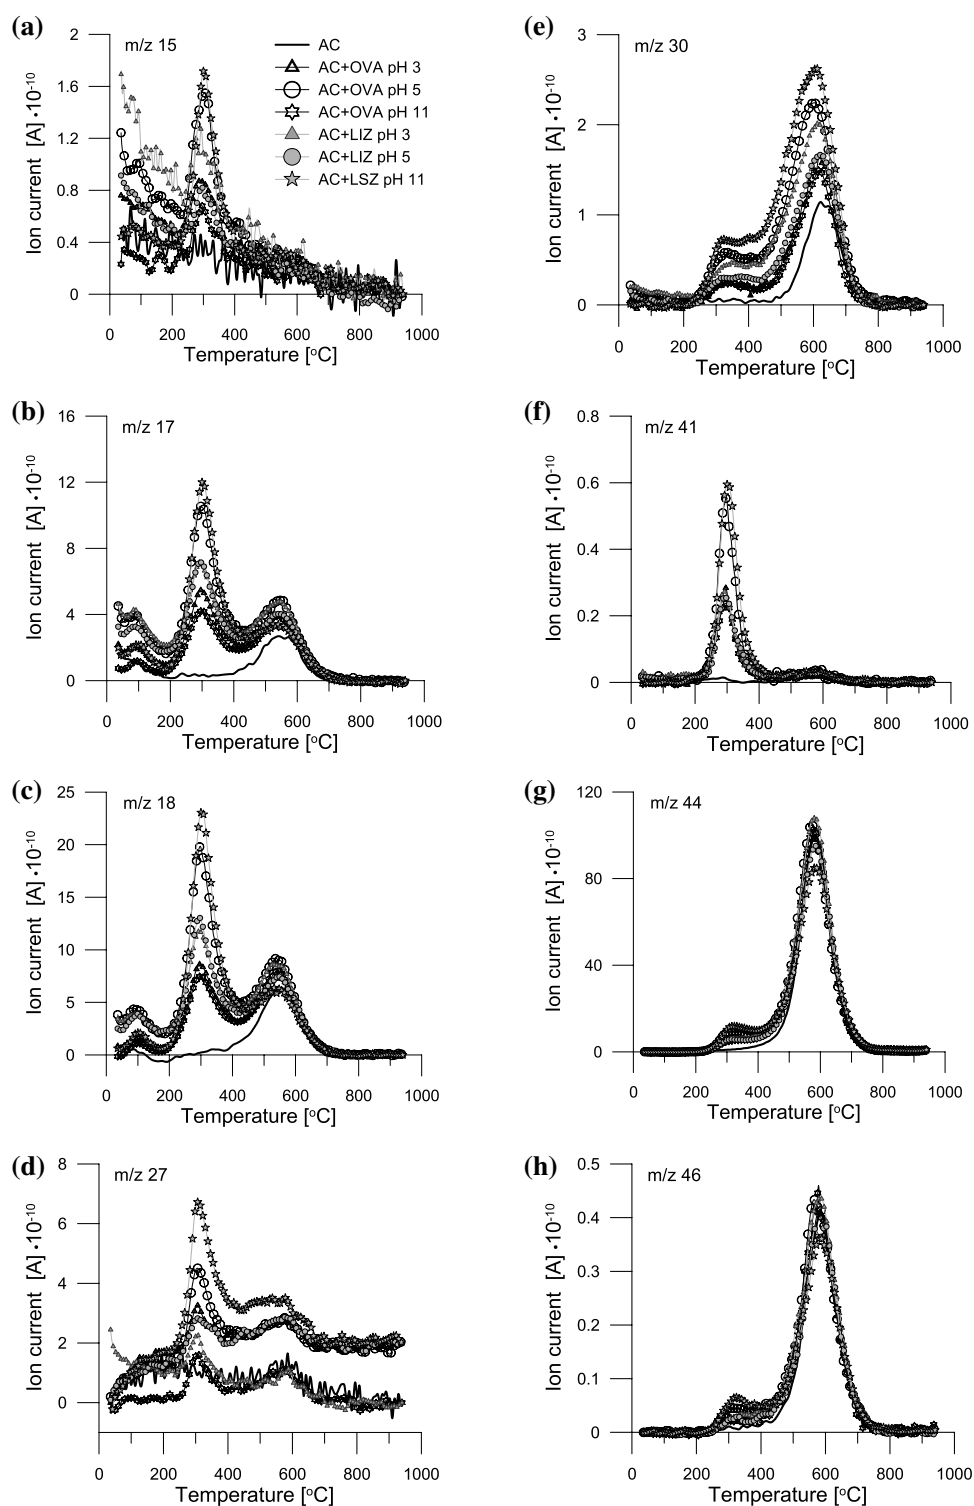 (a)
m/z 15
AC
AC+OVA pH 3
AC+OVA pH 5
AC+OVA pH 11
AC+LIZ pH 3
AC+LIZ pH 5
AC+LSZ pH 11
2
1.6
1.2
0.8
0.4
0
Ion current [A]•10⁻¹⁰
0 200 400 600 800 1000
Temperature [°C]
(b)
m/z 17
16
12
8
4
0
Ion current [A]•10⁻¹⁰
0 200 400 600 800 1000
Temperature [°C]
(c)
m/z 18
25
20
15
10
5
0
Ion current [A]•10⁻¹⁰
0 200 400 600 800 1000
Temperature [°C]
(d)
m/z 27
8
6
4
2
0
Ion current [A]•10⁻¹⁰
0 200 400 600 800 1000
Temperature [°C]
(e)
m/z 30
3
2
1
0
Ion current [A]•10⁻¹⁰
0 200 400 600 800 1000
Temperature [°C]
(f)
m/z 41
0.8
0.6
0.4
0.2
0
Ion current [A]•10⁻¹⁰
0 200 400 600 800 1000
Temperature [°C]
(g)
m/z 44
120
80
40
0
Ion current [A]•10⁻¹⁰
0 200 400 600 800 1000
Temperature [°C]
(h)
m/z 46
0.5
0.4
0.3
0.2
0.1
0
Ion current [A]•10⁻¹⁰
0 200 400 600 800 1000
Temperature [°C]